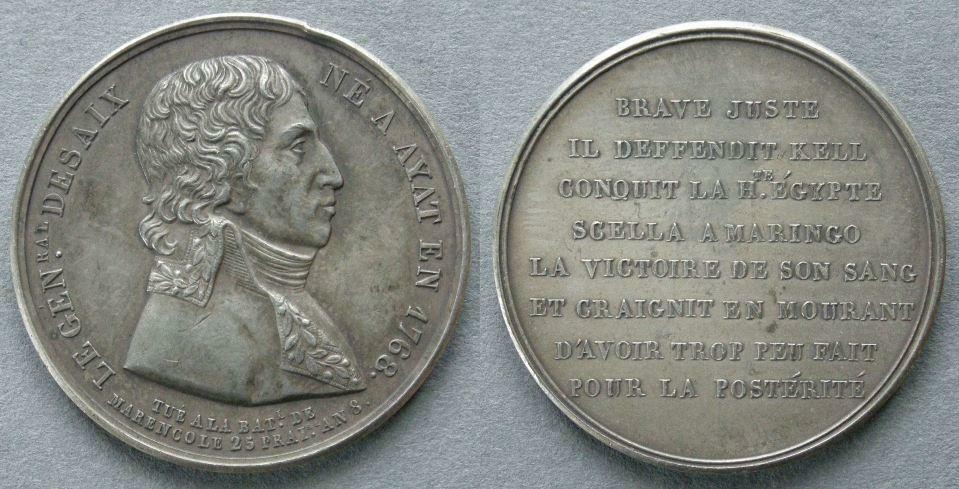 LE GÉN.RAL DESAIX NÉ A AYAT EN 1768.
TUÉ A LA BAT.L DE
MARENCO LE 25 PRAI.L AN 8.
BRAVE JUSTE
IL DEFFENDIT KELL
CONQUIT LA H.TE ÉGYPTE
SCELLA A MARINGO
LA VICTOIRE DE SON SANG
ET CRAIGNIT EN MOURANT
D'AVOIR TROP PEU FAIT
POUR LA POSTÉRITÉ